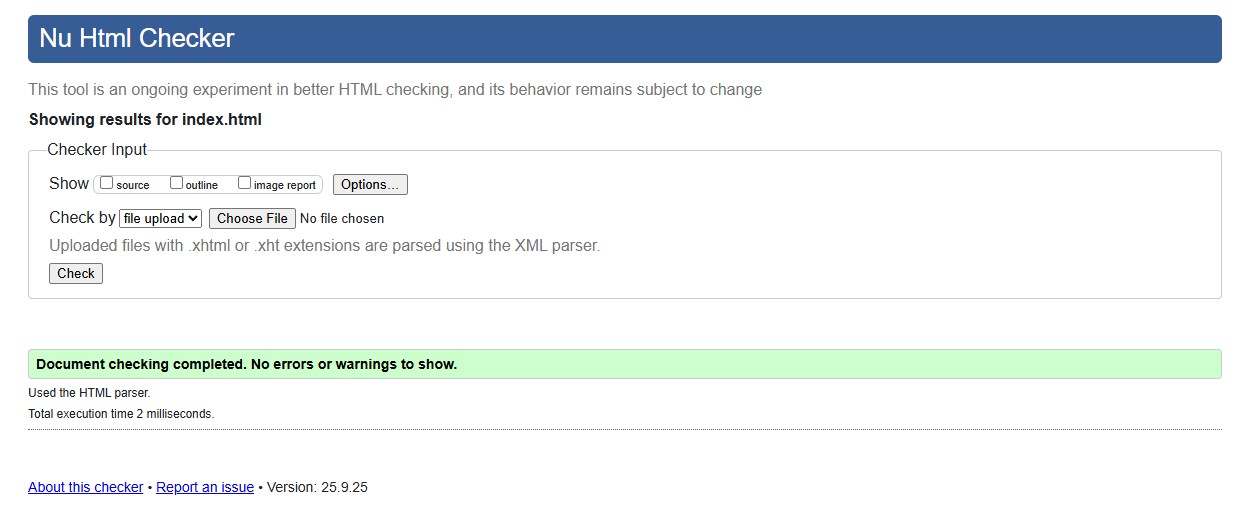 Nu Html Checker
This tool is an ongoing experiment in better HTML checking, and its behavior remains subject to change
Showing results for index.html
Checker Input
Show source outline image report Options...
Check by file upload Choose File No file chosen
Uploaded files with .xhtml or .xht extensions are parsed using the XML parser.
Check
Document checking completed. No errors or warnings to show.
Used the HTML parser.
Total execution time 2 milliseconds.
About this checker • Report an issue • Version: 25.9.25